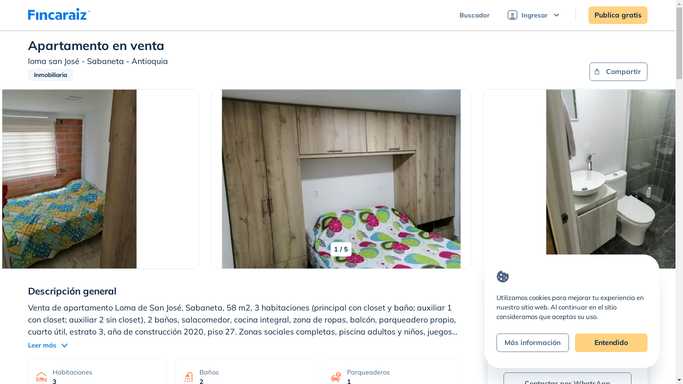 Fincaraiz
Buscador
Ingresar
Publica gratis
Apartamento en venta
loma san José - Sabaneta - Antioquia
Inmobiliaria
Compartir
1 / 5
Descripción general
Venta de apartamento Loma de San José, Sabaneta, 58 m2, 3 habitaciones (principal con closet y baño; auxiliar 1
con closet; auxiliar 2 sin closet), 2 baños, salacomedor, cocina integral, zona de ropas, balcón, parqueadero propio,
cuarto útil, estrato 3, año de construcción 2020, piso 27. Zonas sociales completas, piscina adultos y niños, juegos...
Leer más
Habitaciones
3
Baños
2
Parqueaderos
1
Utilizamos cookies para mejorar tu experiencia en
nuestro sitio web. Al continuar en el sitio
consideramos que aceptas su uso.
Más información
Entendido
Contactar por WhatsApp